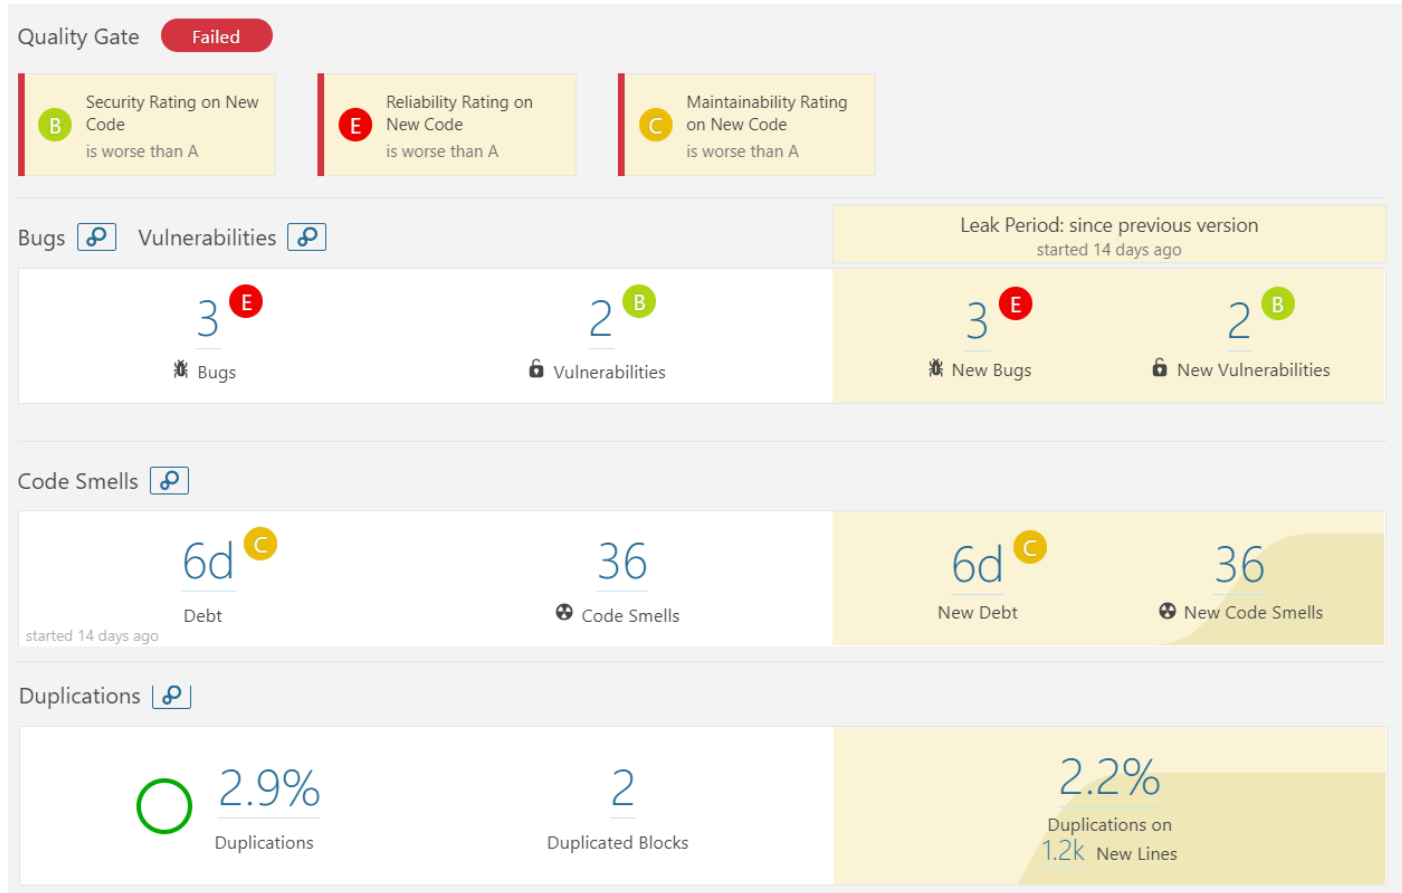 Quality Gate Failed
B
Security Rating on New
Code
is worse than A
E
Reliability Rating on
New Code
is worse than A
C
Maintainability Rating
on New Code
is worse than A
Bugs Vulnerabilities
Leak Period: since previous version
started 14 days ago
3 E
Bugs
2 B
Vulnerabilities
3 E
New Bugs
2 B
New Vulnerabilities
Code Smells
6d C
Debt
started 14 days ago
36
Code Smells
6d C
New Debt
36
New Code Smells
Duplications
2.9%
Duplications
2
Duplicated Blocks
2.2%
Duplications on
1.2k New Lines